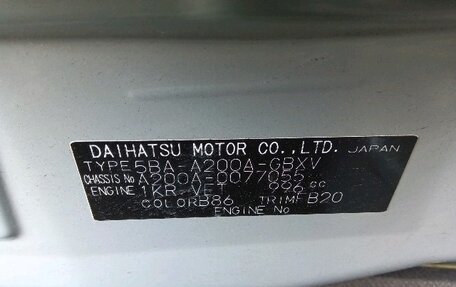 DAIHATSU MOTOR CO.,LTD. JAPAN
TYPE 5BA-A200A-GBXV
CHASSIS No A200A-0077055
ENGINE 1KR-VET 996 cc
COLOR B86 TRIM FB20
ENGINE No